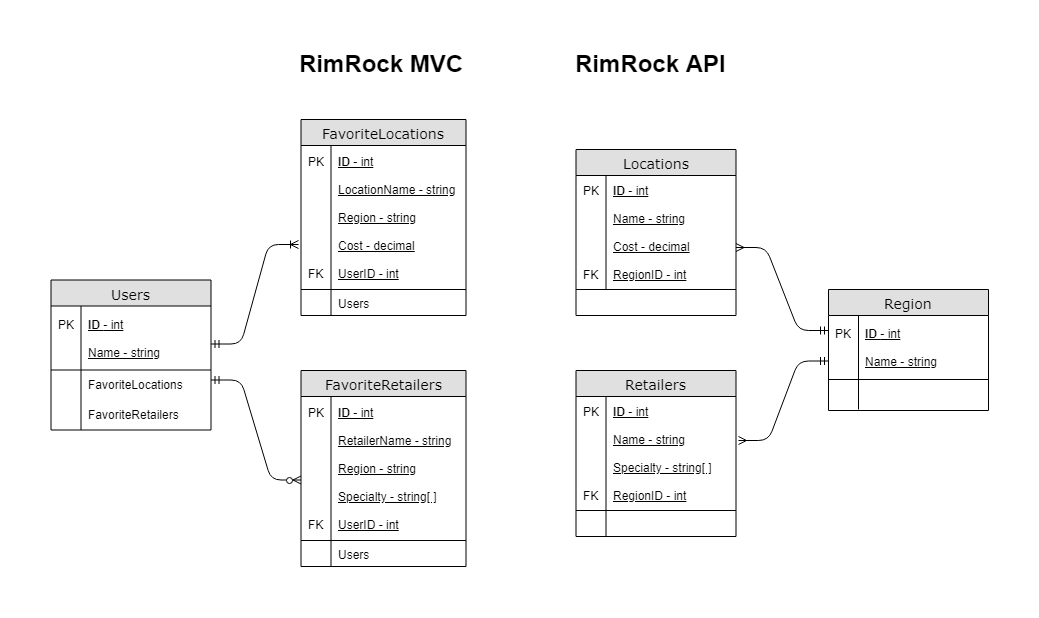 RimRock MVC
RimRock API
Users
PK ID - int
Name - string
FavoriteLocations
FavoriteRetailers
FavoriteLocations
PK ID - int
LocationName - string
Region - string
Cost - decimal
FK UserID - int
Users
FavoriteRetailers
PK ID - int
RetailerName - string
Region - string
Specialty - string[ ]
FK UserID - int
Users
Locations
PK ID - int
Name - string
Cost - decimal
FK RegionID - int
Retailers
PK ID - int
Name - string
Specialty - string[ ]
FK RegionID - int
Region
PK ID - int
Name - string